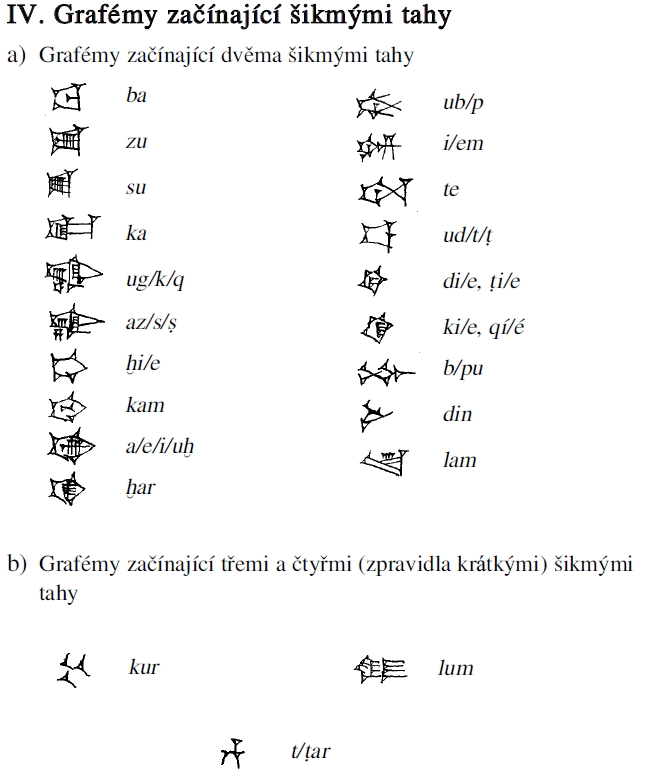 IV. Grafémy začínající šikmými tahy
a) Grafémy začínající dvěma šikmými tahy
ba
zu
su
ka
ug/k/q
az/s/ṣ
ḫi/e
kam
a/e/i/uḫ
ḫar
ub/p
i/em
te
ud/t/ṭ
di/e, ṭi/e
ki/e, qí/é
b/pu
din
lam
b) Grafémy začínající třemi a čtyřmi (zpravidla krátkými) šikmými
tahy
kur
lum
t/ṭar